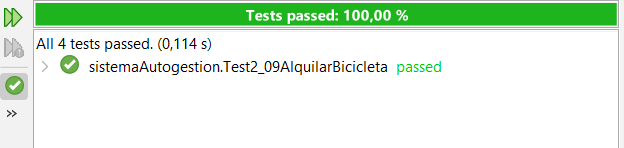 Tests passed: 100,00 %
All 4 tests passed. (0,114 s)
sistemaAutogestion.Test2_09AlquilarBicicleta passed